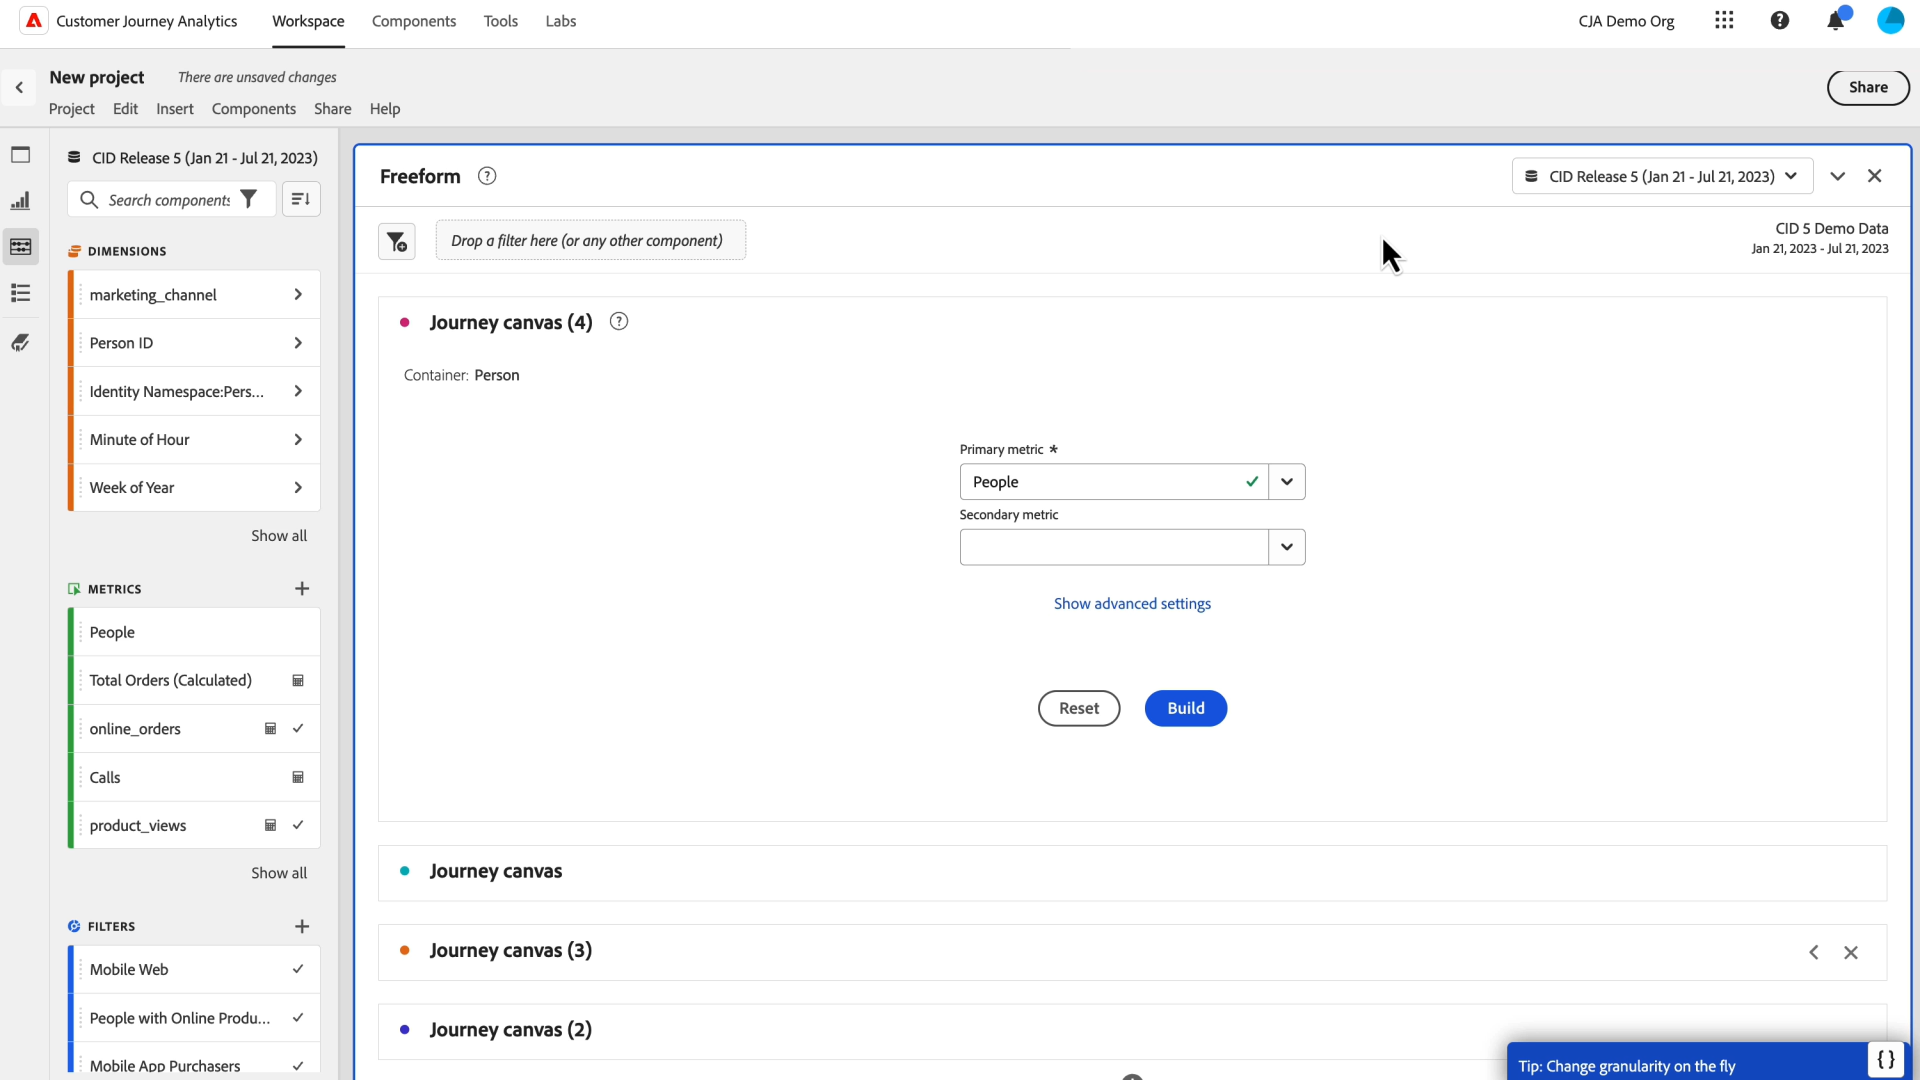 Customer Journey Analytics
Workspace
Components
Tools
Labs
CJA Demo Org
New project
There are unsaved changes
Share
Project
Edit
Insert
Components
Share
Help
CID Release 5 (Jan 21 - Jul 21, 2023)
Search components
DIMENSIONS
marketing_channel
Person ID
Identity Namespace:Pers...
Minute of Hour
Week of Year
Show all
METRICS
People
Total Orders (Calculated)
online_orders
Calls
product_views
Show all
FILTERS
Mobile Web
People with Online Produ...
Mobile App Purchasers
Freeform
CID Release 5 (Jan 21 - Jul 21, 2023)
Drop a filter here (or any other component)
CID 5 Demo Data
Jan 21, 2023 - Jul 21, 2023
Journey canvas (4)
Container: Person
Primary metric *
People
Secondary metric
Show advanced settings
Reset
Build
Journey canvas
Journey canvas (3)
Journey canvas (2)
Tip: Change granularity on the fly
{}